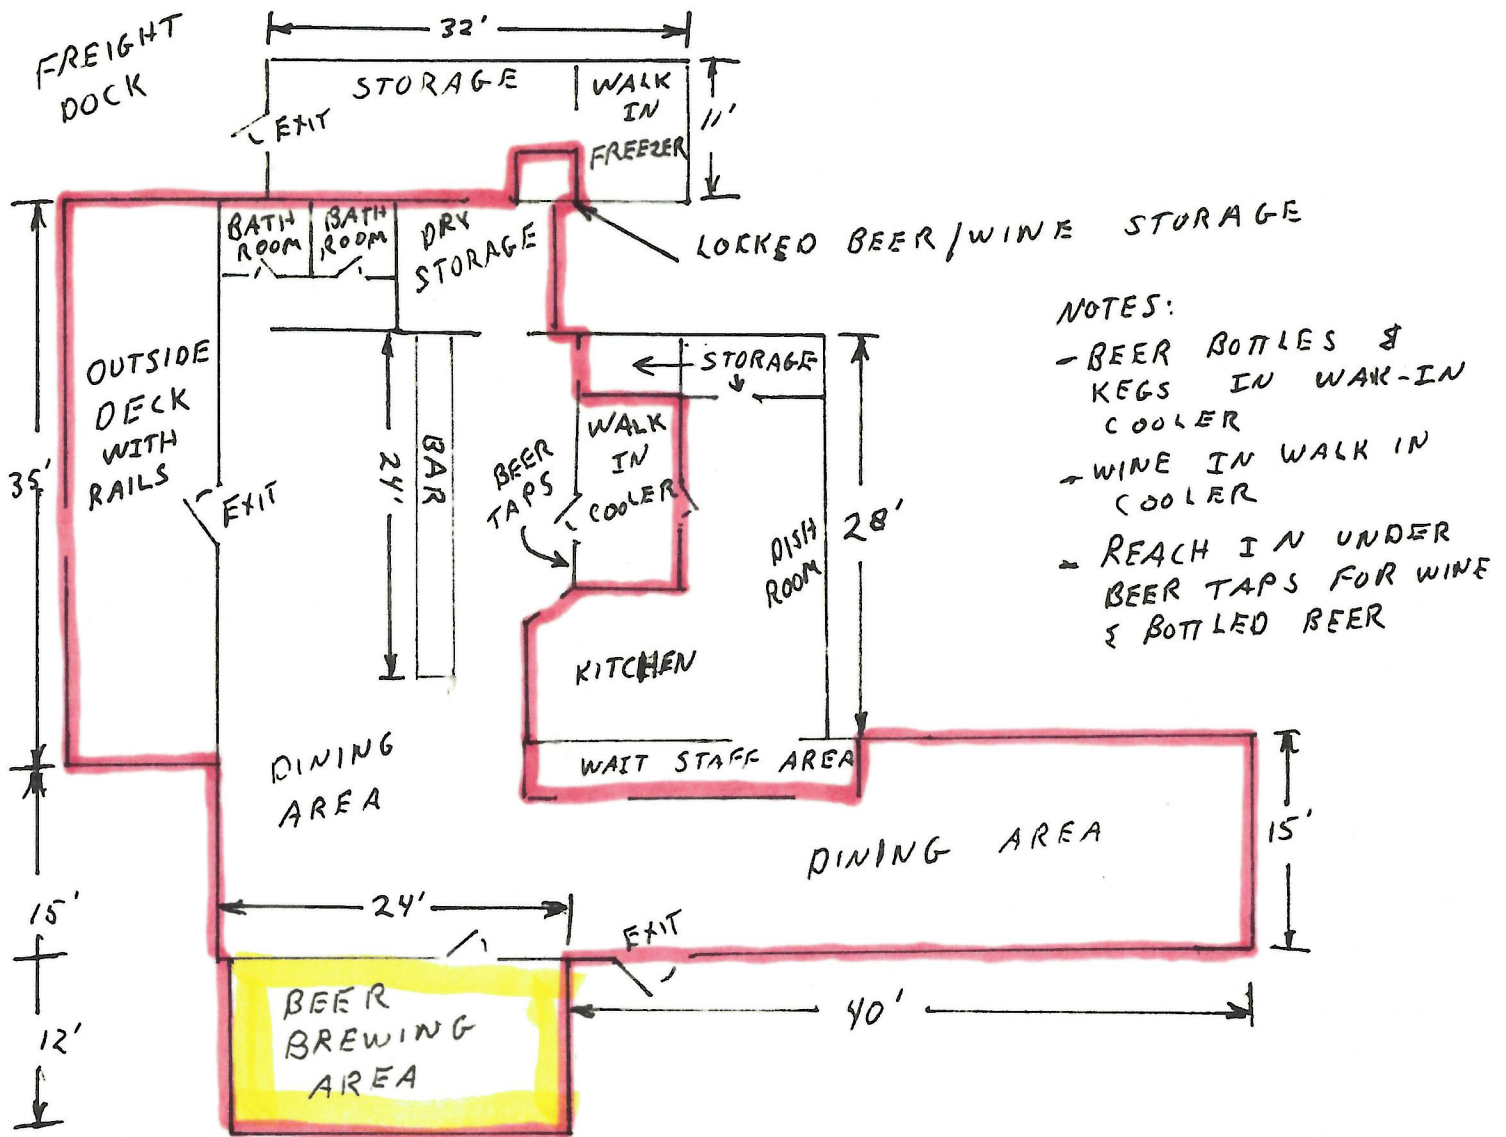 FREIGHT
DOCK
32'
STORAGE
WALK
IN
FREEZER
11'
EXIT
BATH
ROOM
BATH
ROOM
DRY
STORAGE
LOCKED BEER/WINE STORAGE
NOTES:
- BEER BOTTLES &
KEGS IN WAK-IN
COOLER
- WINE IN WALK IN
COOLER
- REACH IN UNDER
BEER TAPS FOR WINE
& BOTTLED BEER
OUTSIDE
DECK
WITH
RAILS
35'
EXIT
24'
BAR
BEER
TAPS
STORAGE
WALK
IN
COOLER
DISH
ROOM
28'
KITCHEN
WAIT STAFF AREA
DINING
AREA
DINING AREA
15'
15'
24'
EXIT
40'
12'
BEER
BREWING
AREA